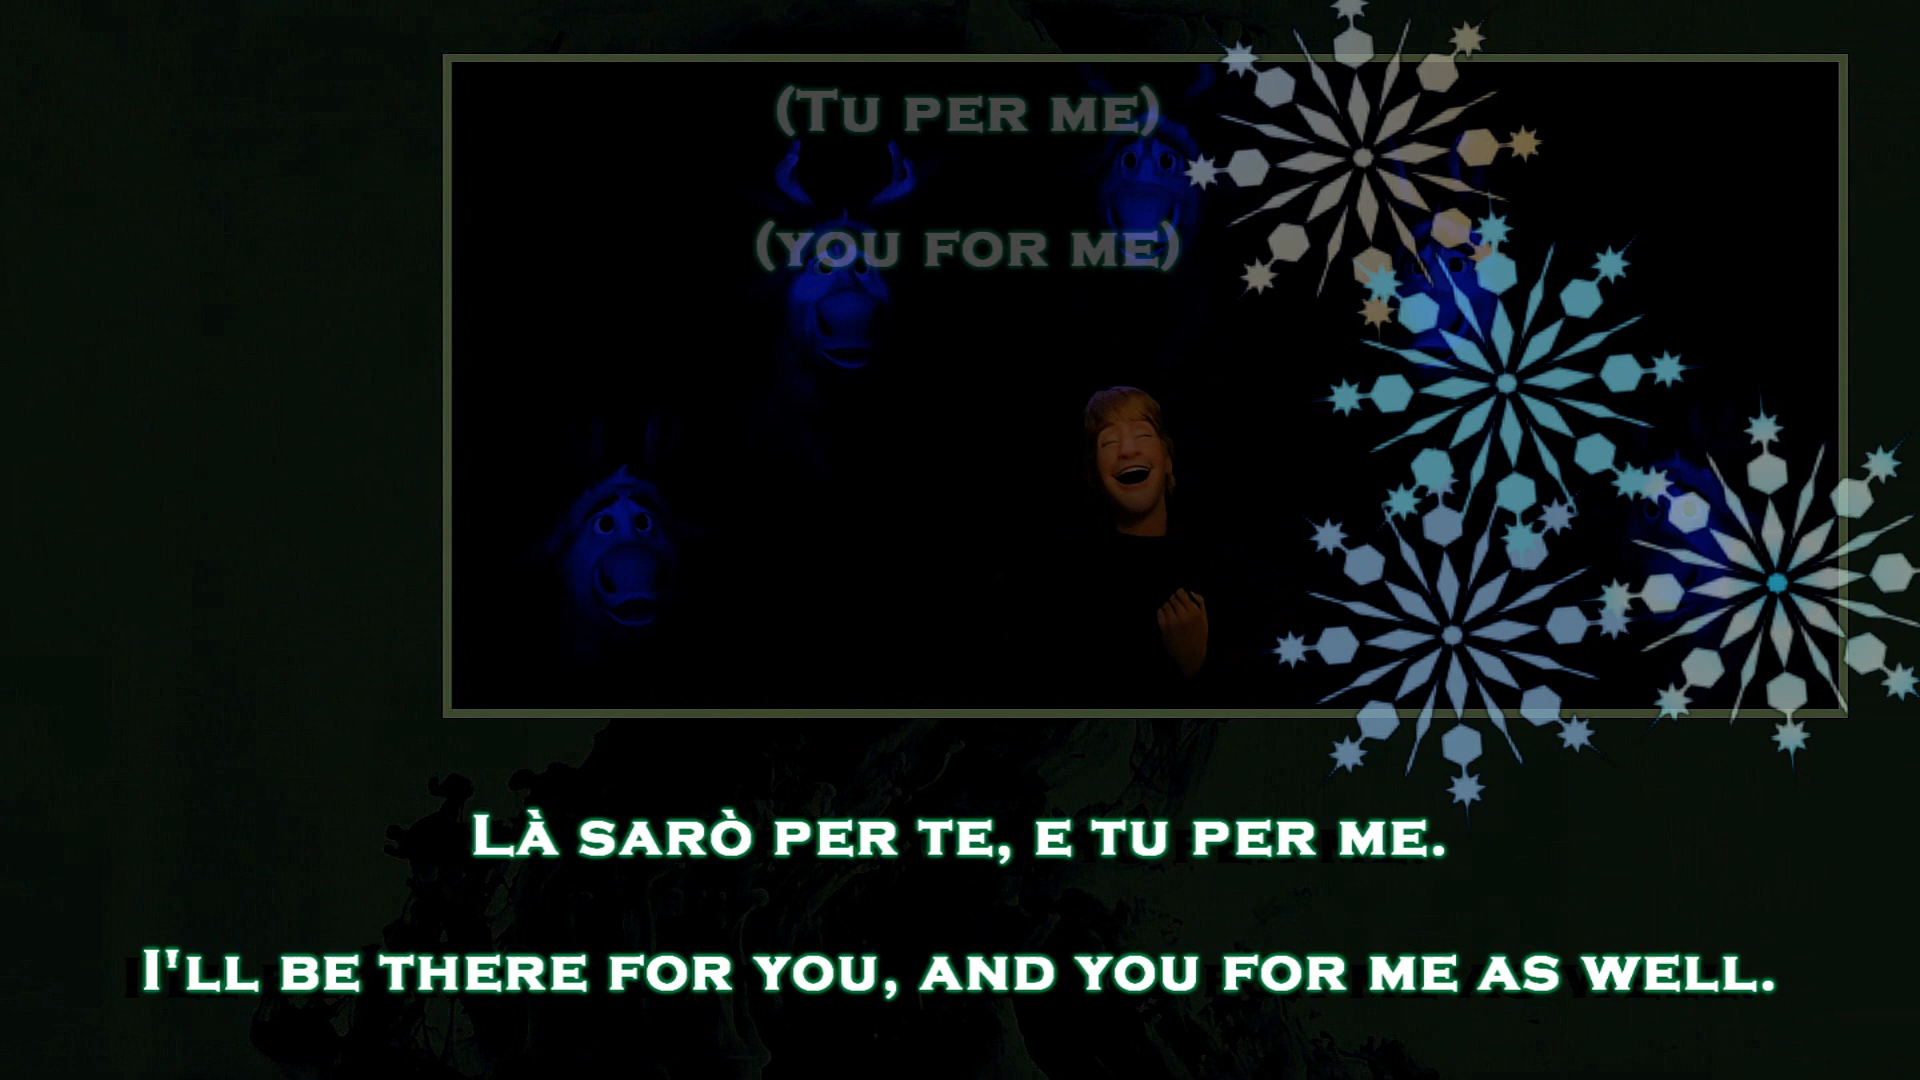 (Tu per me)
(you for me)
Là sarò per te, e tu per me.
I'll be there for you, and you for me as well.